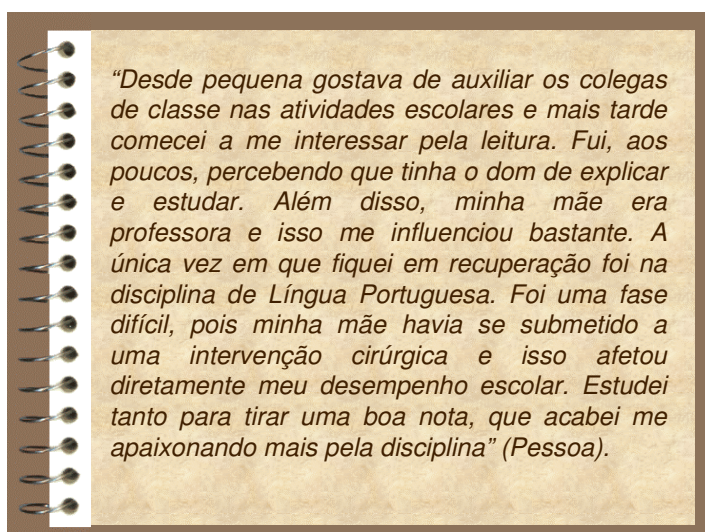 “Desde pequena gostava de auxiliar os colegas
de classe nas atividades escolares e mais tarde
comecei a me interessar pela leitura. Fui, aos
poucos, percebendo que tinha o dom de explicar
e estudar. Além disso, minha mãe era
professora e isso me influenciou bastante. A
única vez em que fiquei em recuperação foi na
disciplina de Língua Portuguesa. Foi uma fase
difícil, pois minha mãe havia se submetido a
uma intervenção cirúrgica e isso afetou
diretamente meu desempenho escolar. Estudei
tanto para tirar uma boa nota, que acabei me
apaixonando mais pela disciplina” (Pessoa).